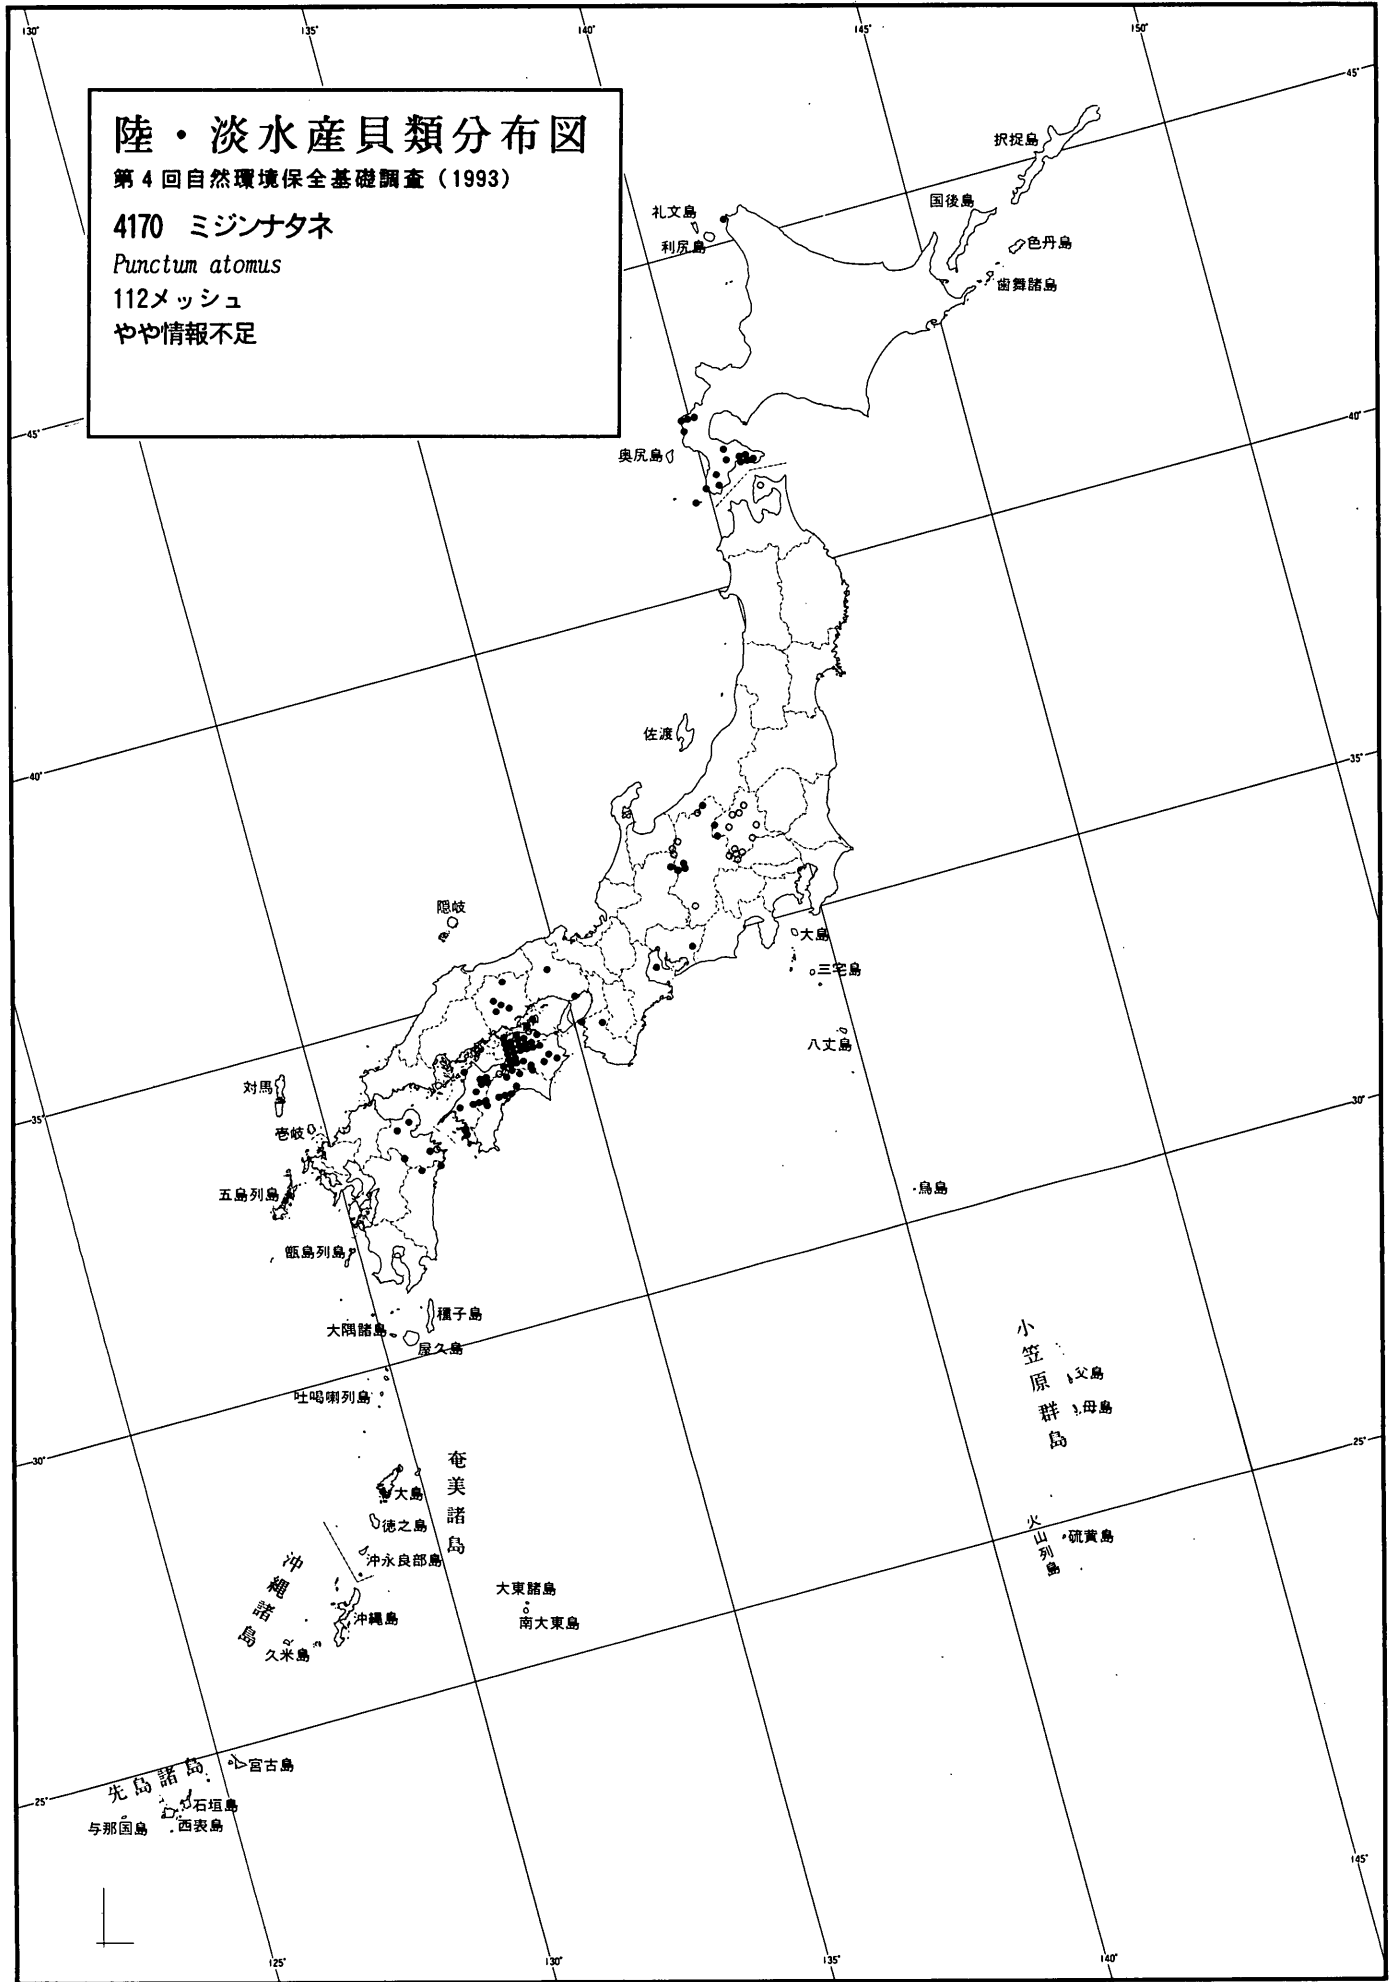 130°
135°
140°
145°
150°
陸・淡水産貝類分布図
第4回自然環境保全基礎調査（1993）
4170 ミジンナタネ
Punctum atomus
112メッシュ
やや情報不足
45°
択捉島
国後島
礼文島
利尻島
色丹島
歯舞諸島
40°
45°
奥尻島
佐渡
35°
40°
隠岐
大島
三宅島
八丈島
対馬
30°
35°
壱岐
五島列島
鳥島
甑島列島
種子島
大隅諸島
屋久島
小笠原群島
父島
吐噶喇列島
母島
25°
30°
奄美諸島
大島
徳之島
火山列島
硫黄島
沖永良部島
沖縄諸島
大東諸島
沖縄島
南大東島
久米島
先島諸島
宮古島
25°
石垣島
与那国島
西表島
145°
125°
130°
135°
140°